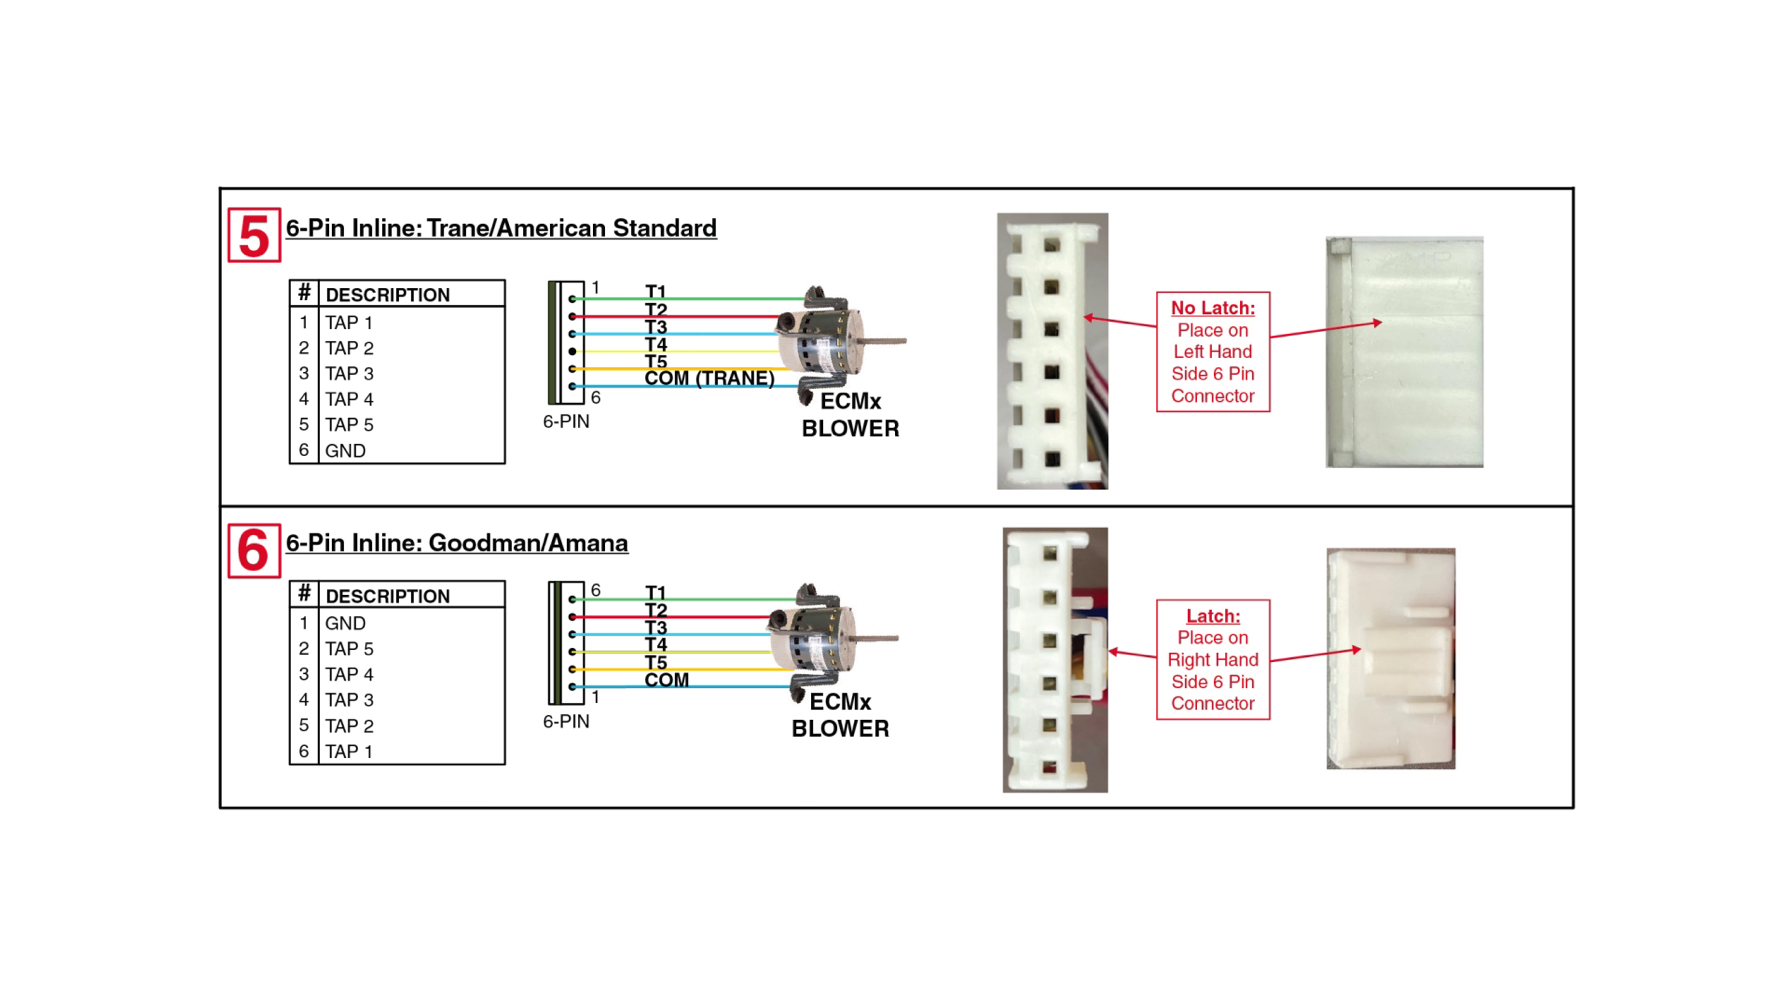 5
6-Pin Inline: Trane/American Standard
# DESCRIPTION
1 TAP 1
2 TAP 2
3 TAP 3
4 TAP 4
5 TAP 5
6 GND
1
T1
T2
T3
T4
T5
COM (TRANE)
6
6-PIN
ECMx
BLOWER
No Latch:
Place on
Left Hand
Side 6 Pin
Connector
6
6-Pin Inline: Goodman/Amana
# DESCRIPTION
1 GND
2 TAP 5
3 TAP 4
4 TAP 3
5 TAP 2
6 TAP 1
6
T1
T2
T3
T4
T5
COM
1
6-PIN
ECMx
BLOWER
Latch:
Place on
Right Hand
Side 6 Pin
Connector